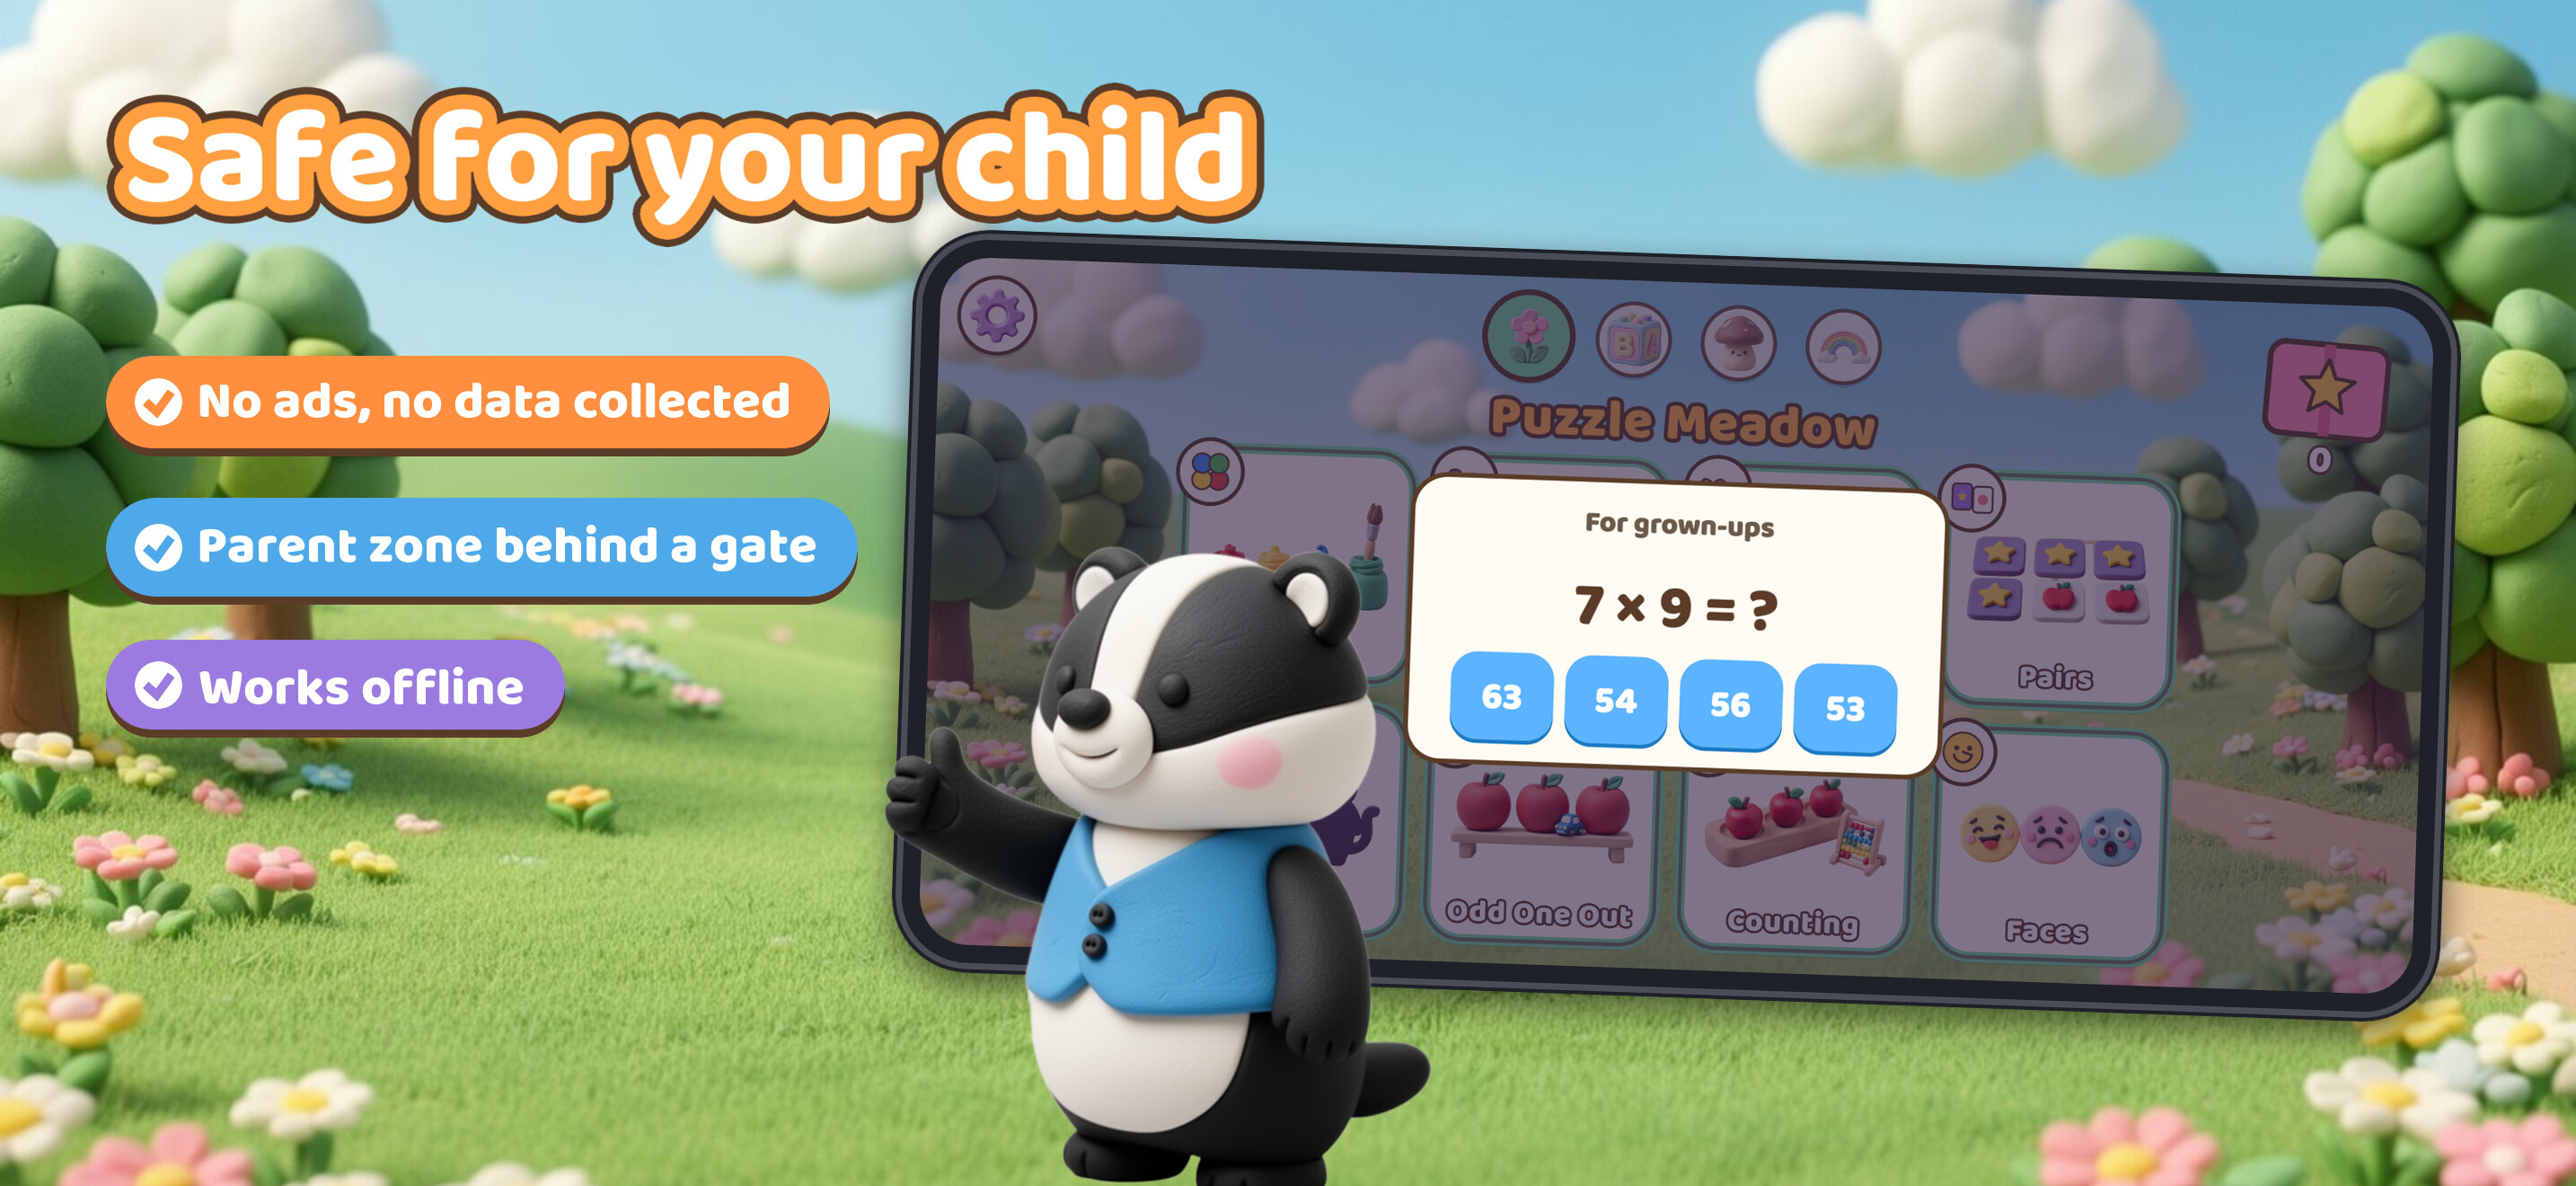 Safe for your child
No ads, no data collected
Parent zone behind a gate
Works offline
Puzzle Meadow
0
For grown-ups
7 × 9 = ?
63 54 56 53
Pairs
Odd One Out
Counting
Faces